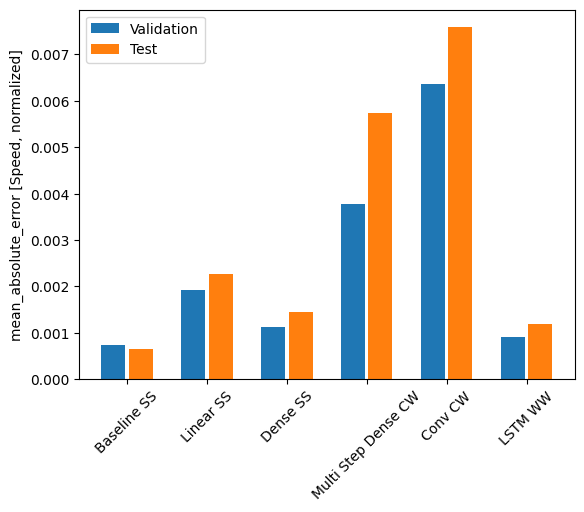 Validation
Test
mean_absolute_error [Speed, normalized]
0.007
0.006
0.005
0.004
0.003
0.002
0.001
0.000
Baseline SS
Linear SS
Dense SS
Multi Step Dense CW
Conv CW
LSTM WW